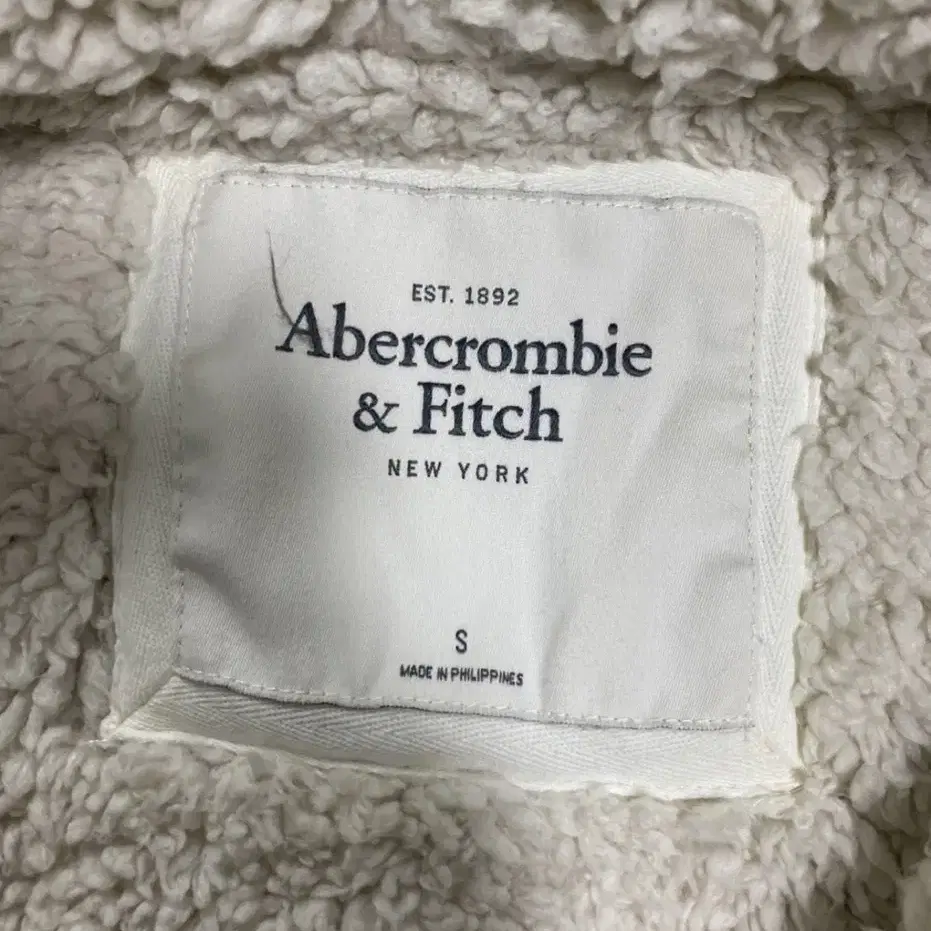 EST. 1892
Abercrombie
& Fitch
NEW YORK
S
MADE IN PHILIPPINES